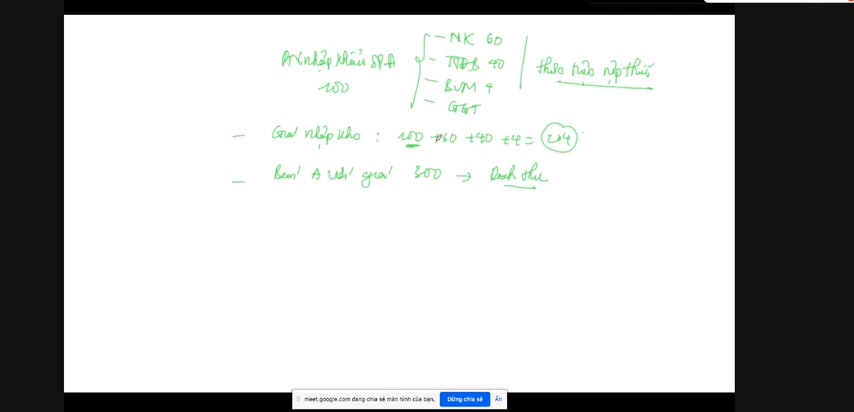 DN nhập khẩu SP A
100
- NK 60
- TTĐB 40
- BVM 4
- GTGT
thừa trước nộp thuế
- Giá nhập kho : 100 + 60 + 40 + 4 = 204
- Bán A với giá 300 → Doanh thu
meet.google.com đang chia sẻ màn hình của bạn.
Dừng chia sẻ
Ẩn